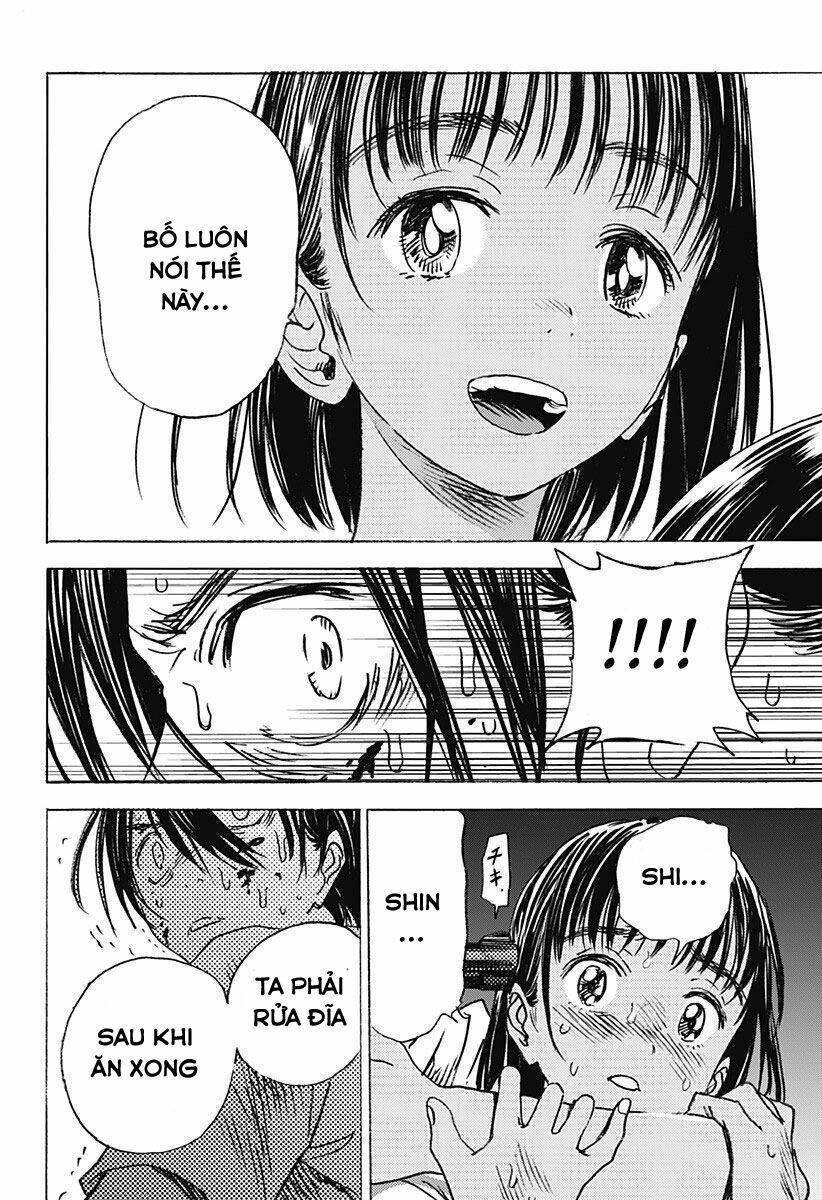 BỐ LUÔN
NÓI THẾ
NÀY...
!!!!
SHI...
チキ
SHIN
...
TA PHẢI
RỬA ĐĨA
SAU KHI
ĂN XONG